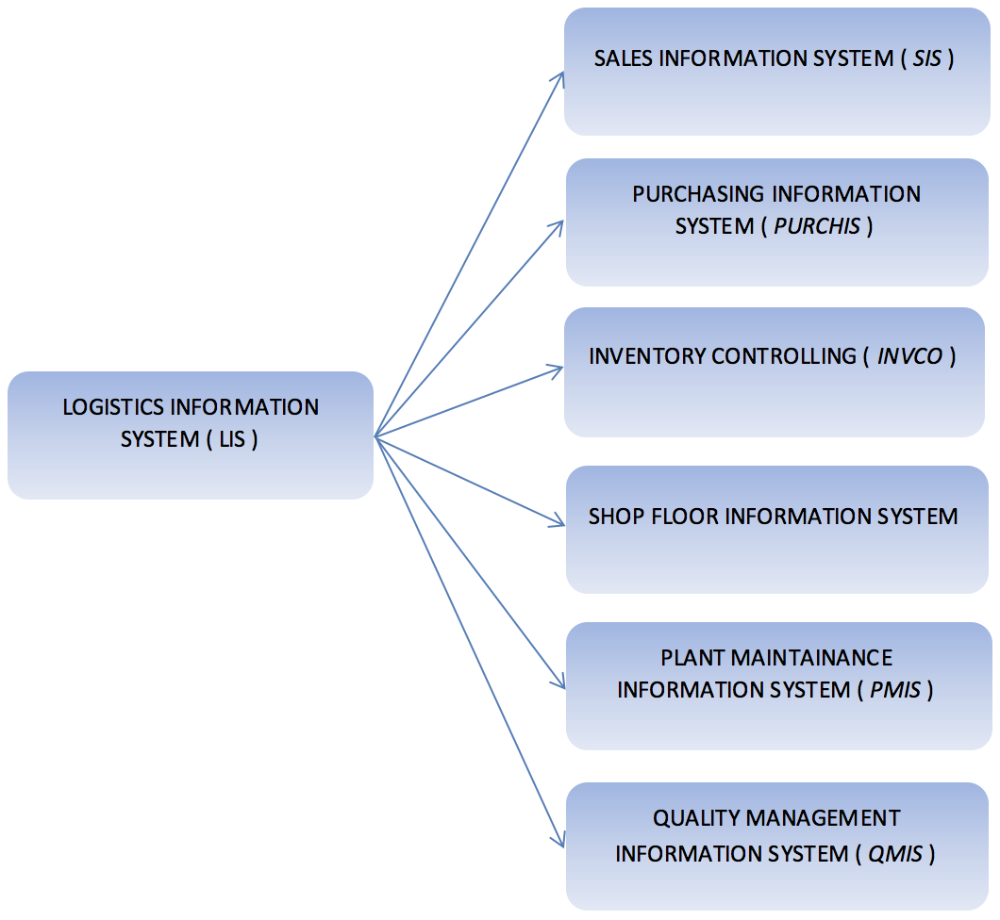 SALES INFORMATION SYSTEM ( SIS )
PURCHASING INFORMATION
SYSTEM ( PURCHIS )
INVENTORY CONTROLLING ( INVCO )
LOGISTICS INFORMATION
SYSTEM ( LIS )
SHOP FLOOR INFORMATION SYSTEM
PLANT MAINTAINANCE
INFORMATION SYSTEM ( PMIS )
QUALITY MANAGEMENT
INFORMATION SYSTEM ( QMIS )